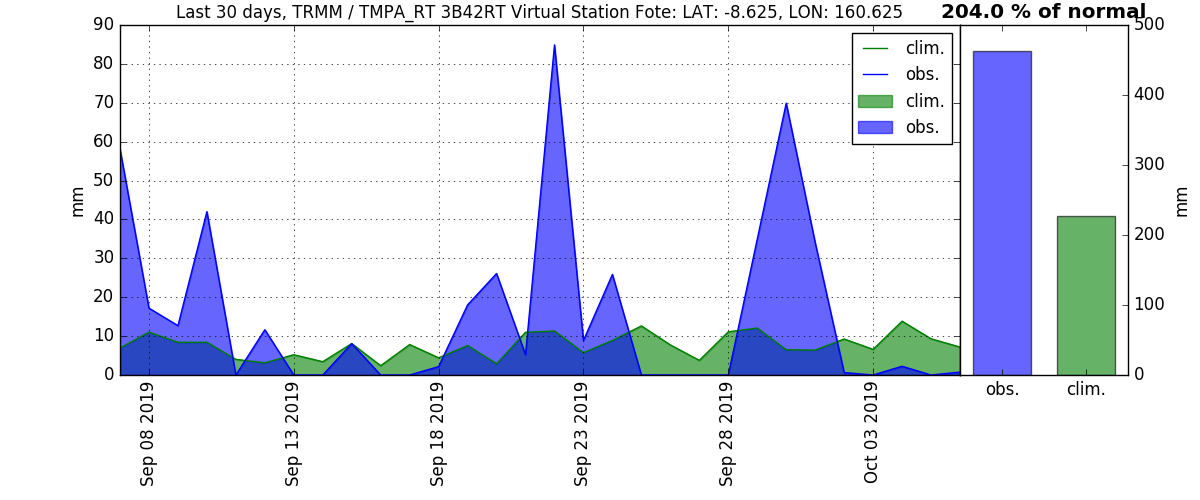 Last 30 days, TRMM / TMPA_RT 3B42RT Virtual Station Fote: LAT: -8.625, LON: 160.625
204.0 % of normal
90
80
70
60
50
40
30
20
10
0
mm
clim.
obs.
clim.
obs.
Sep 08 2019
Sep 13 2019
Sep 18 2019
Sep 23 2019
Sep 28 2019
Oct 03 2019
500
400
300
200
100
0
mm
obs.
clim.